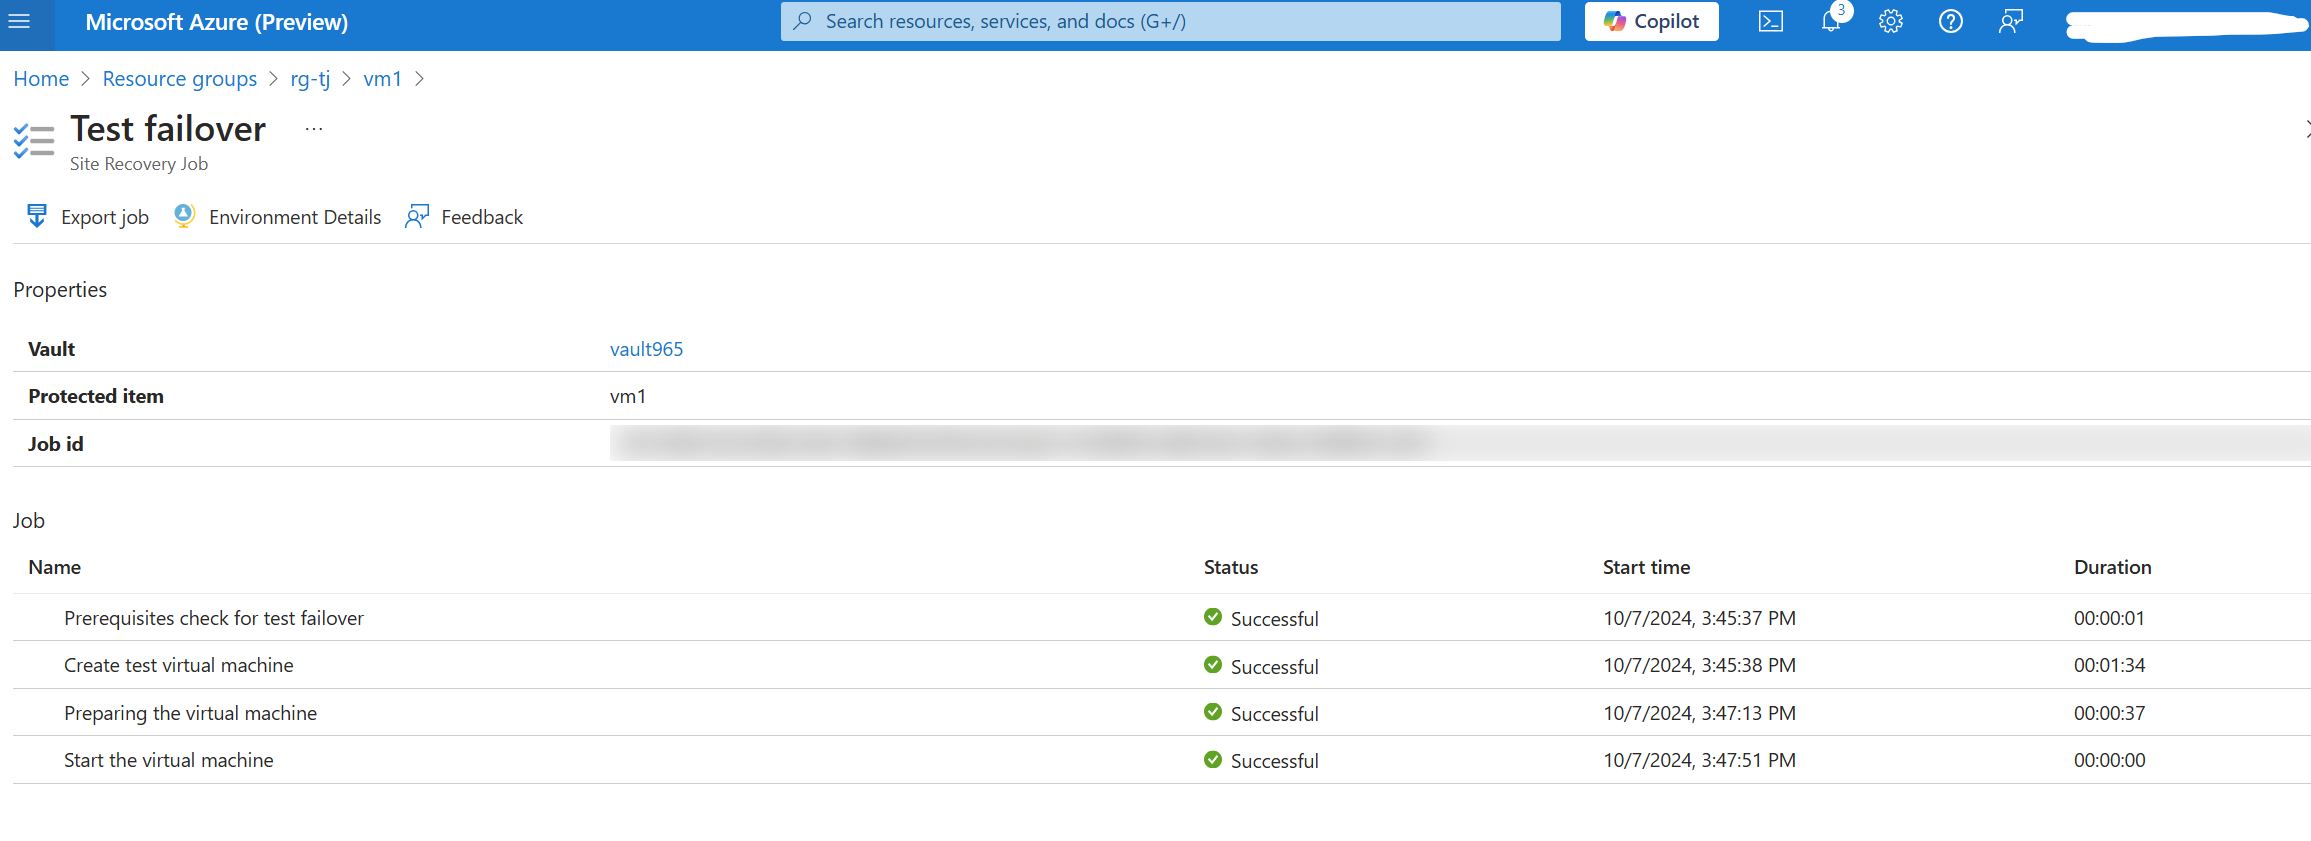 Microsoft Azure (Preview)
Search resources, services, and docs (G+/)
Copilot
3
Home > Resource groups > rg-tj > vm1 >
Test failover ...
Site Recovery Job
Export job Environment Details Feedback
Properties
Vault vault965
Protected item vm1
Job id
Job
Name Status Start time Duration
Prerequisites check for test failover Successful 10/7/2024, 3:45:37 PM 00:00:01
Create test virtual machine Successful 10/7/2024, 3:45:38 PM 00:01:34
Preparing the virtual machine Successful 10/7/2024, 3:47:13 PM 00:00:37
Start the virtual machine Successful 10/7/2024, 3:47:51 PM 00:00:00